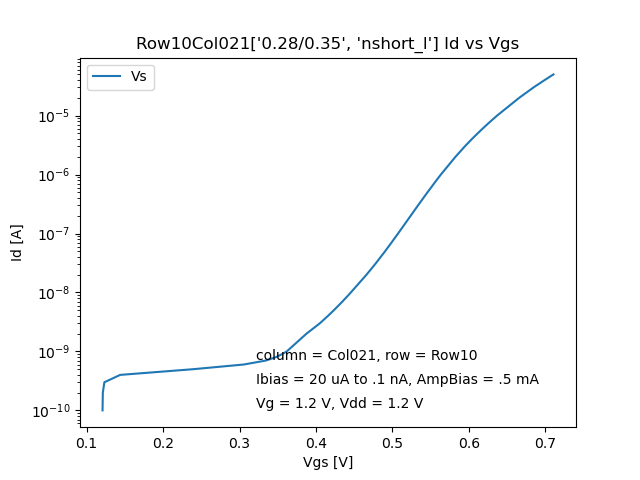 Row10Col021['0.28/0.35', 'nshort_l'] Id vs Vgs
Vs
10^-5
10^-6
10^-7
10^-8
10^-9
10^-10
Id [A]
column = Col021, row = Row10
Ibias = 20 uA to .1 nA, AmpBias = .5 mA
Vg = 1.2 V, Vdd = 1.2 V
0.1 0.2 0.3 0.4 0.5 0.6 0.7
Vgs [V]